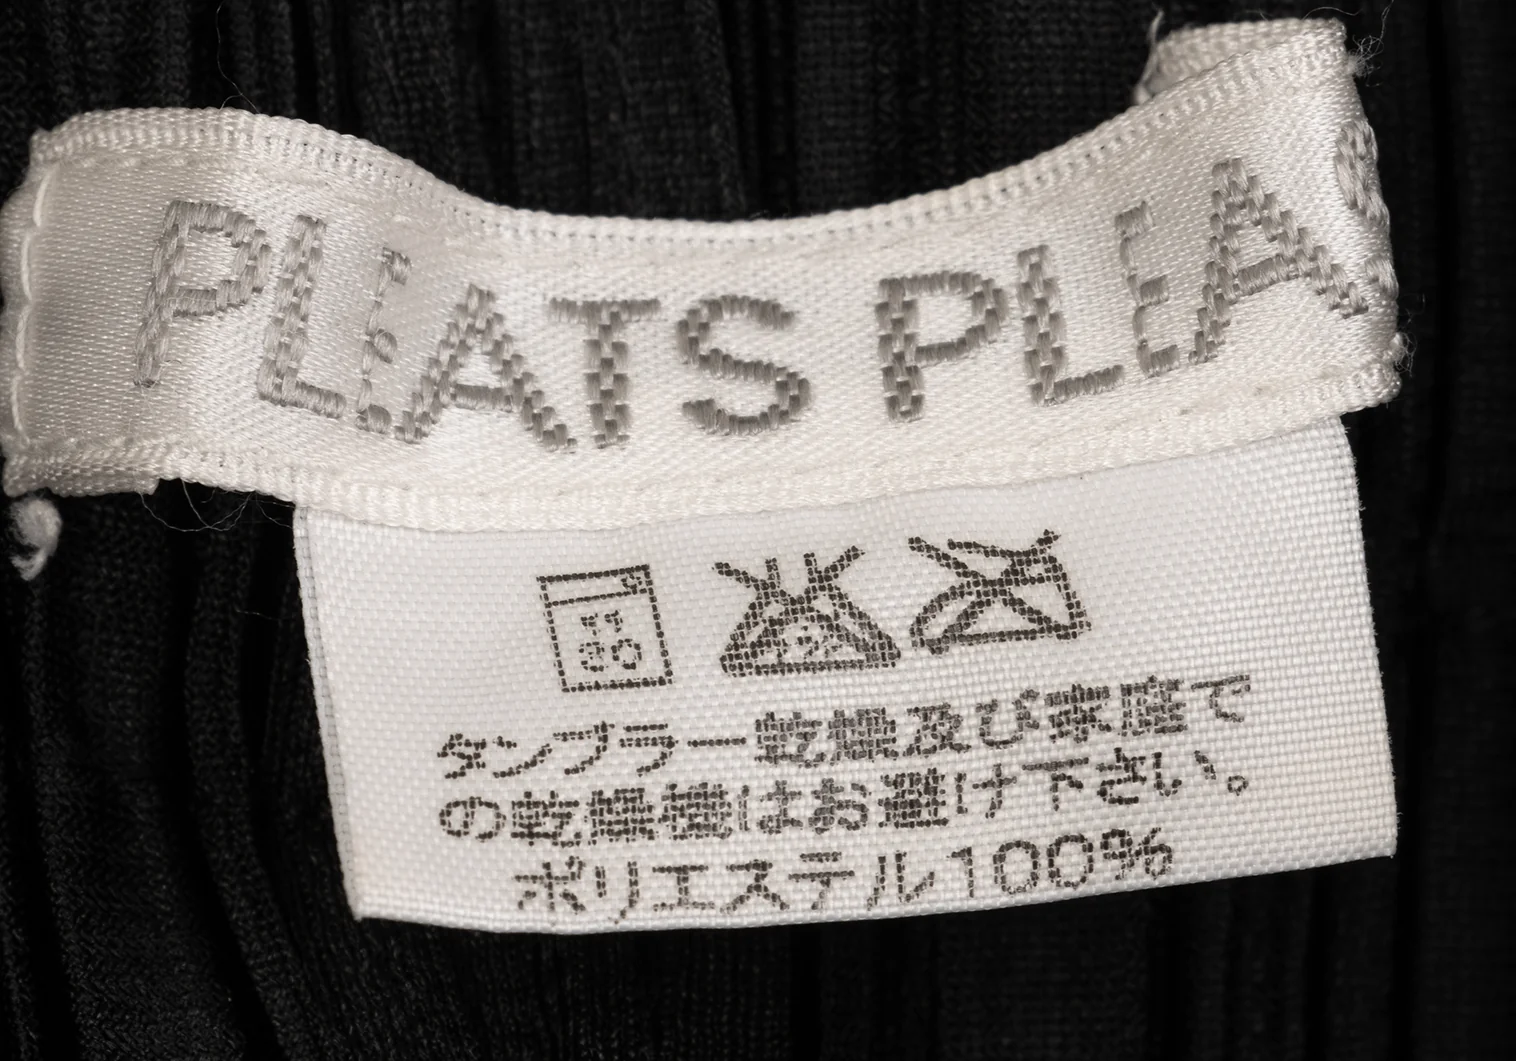 PLEATS PLEAS
タンブラー乾燥及び家庭で
の乾燥機はお避け下さい。
ポリエステル100%